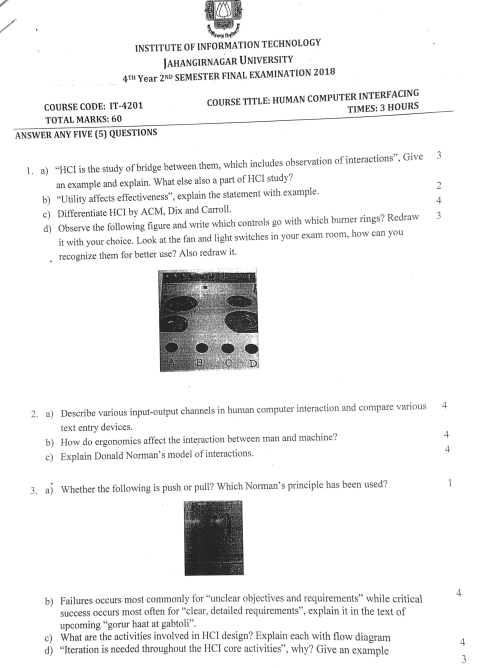 INSTITUTE OF INFORMATION TECHNOLOGY
JAHANGIRNAGAR UNIVERSITY
4TH Year 2ND SEMESTER FINAL EXAMINATION 2018
COURSE CODE: IT-4201 COURSE TITLE: HUMAN COMPUTER INTERFACING
TOTAL MARKS: 60 TIMES: 3 HOURS
ANSWER ANY FIVE (5) QUESTIONS
1. a) “HCI is the study of bridge between them, which includes observation of interactions”, Give 3
an example and explain. What else also a part of HCI study?
b) “Utility affects effectiveness”, explain the statement with example. 2
c) Differentiate HCI by ACM, Dix and Carroll. 4
d) Observe the following figure and write which controls go with which burner rings? Redraw 3
it with your choice. Look at the fan and light switches in your exam room, how can you
recognize them for better use? Also redraw it.
A B C D
2. a) Describe various input-output channels in human computer interaction and compare various 4
text entry devices.
b) How do ergonomics affect the interaction between man and machine? 4
c) Explain Donald Norman’s model of interactions. 4
3. a) Whether the following is push or pull? Which Norman’s principle has been used? 1
b) Failures occurs most commonly for “unclear objectives and requirements” while critical 4
success occurs most often for “clear, detailed requirements”, explain it in the text of
upcoming “gorur haat at gabtoli”.
c) What are the activities involved in HCI design? Explain each with flow diagram 4
d) “Iteration is needed throughout the HCI core activities”, why? Give an example 3